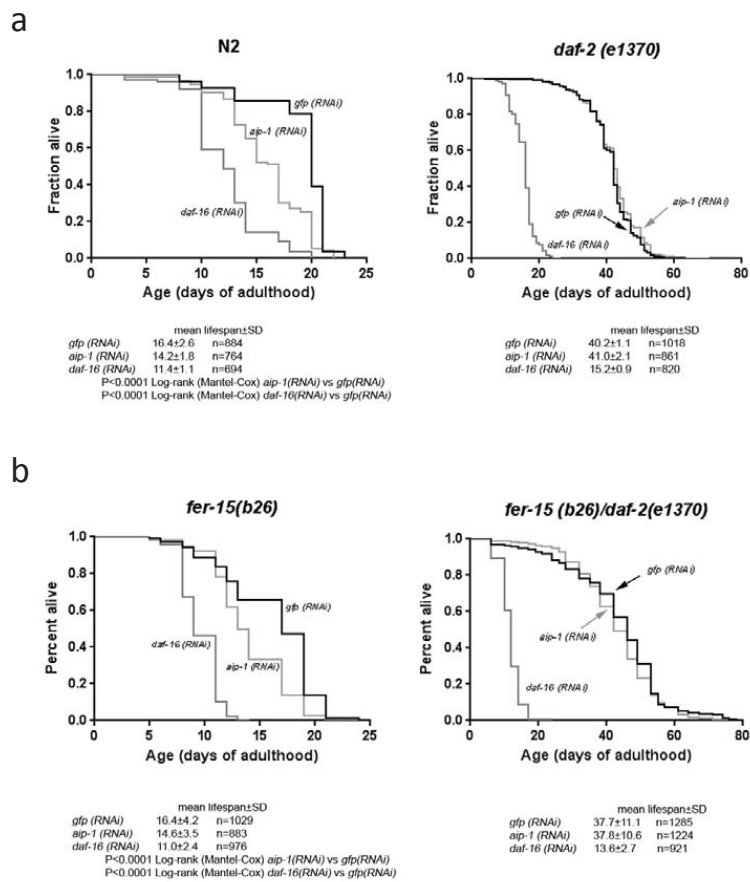 a
N2
daf-2 (e1370)
Fraction alive
1.0
0.8
0.6
0.4
0.2
0.0
gfp (RNAi)
aip-1 (RNAi)
daf-16 (RNAi)
0 5 10 15 20 25
Age (days of adulthood)
Fraction alive
1.0
0.8
0.6
0.4
0.2
0.0
aip-1 (RNAi)
gfp (RNAi)
daf-16 (RNAi)
0 20 40 60 80
Age (days of adulthood)
mean lifespan±SD
gfp (RNAi) 16.4±2.6 n=884
aip-1 (RNAi) 14.2±1.8 n=764
daf-16 (RNAi) 11.4±1.1 n=694
P<0.0001 Log-rank (Mantel-Cox) aip-1(RNAi) vs gfp(RNAi)
P<0.0001 Log-rank (Mantel-Cox) daf-16(RNAi) vs gfp(RNAi)
mean lifespan±SD
gfp (RNAi) 40.2±1.1 n=1018
aip-1 (RNAi) 41.0±2.1 n=861
daf-16 (RNAi) 15.2±0.9 n=820
b
fer-15(b26)
fer-15 (b26)/daf-2(e1370)
Percent alive
1.0
0.8
0.6
0.4
0.2
0.0
gfp (RNAi)
daf-16 (RNAi)
aip-1 (RNAi)
0 5 10 15 20 25
Age (days of adulthood)
Percent alive
1.0
0.8
0.6
0.4
0.2
0.0
gfp (RNAi)
aip-1 (RNAi)
daf-16 (RNAi)
0 20 40 60 80
Age (days of adulthood)
mean lifespan±SD
gfp (RNAi) 16.4±4.2 n=1029
aip-1 (RNAi) 14.6±3.5 n=883
daf-16 (RNAi) 11.0±2.4 n=976
P<0.0001 Log-rank (Mantel-Cox) aip-1(RNAi) vs gfp(RNAi)
P<0.0001 Log-rank (Mantel-Cox) daf-16(RNAi) vs gfp(RNAi)
mean lifespan±SD
gfp (RNAi) 37.7±11.1 n=1285
aip-1 (RNAi) 37.8±10.6 n=1224
daf-16 (RNAi) 13.6±2.7 n=921